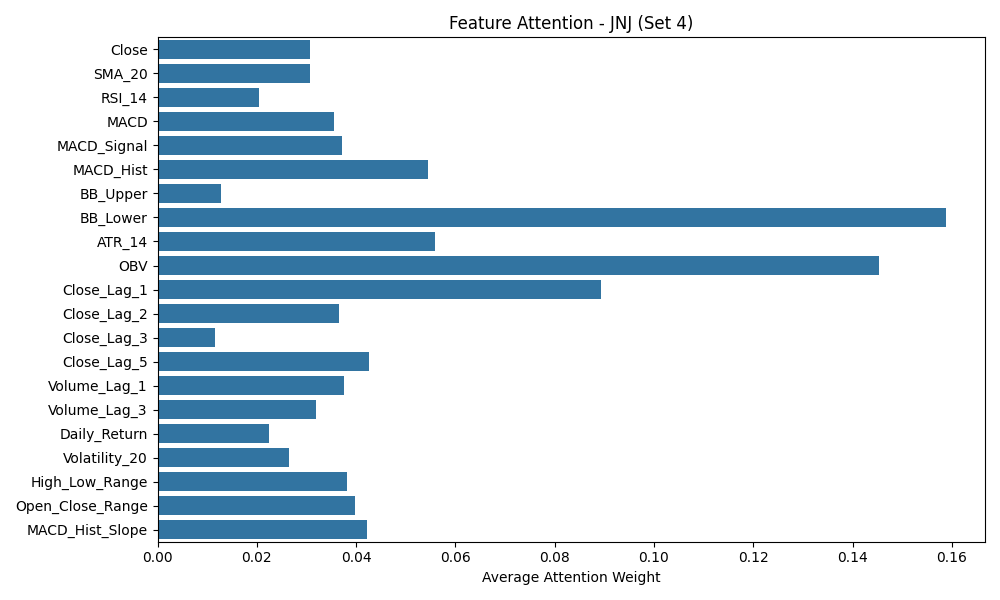 Feature Attention - JNJ (Set 4)
Close
SMA_20
RSI_14
MACD
MACD_Signal
MACD_Hist
BB_Upper
BB_Lower
ATR_14
OBV
Close_Lag_1
Close_Lag_2
Close_Lag_3
Close_Lag_5
Volume_Lag_1
Volume_Lag_3
Daily_Return
Volatility_20
High_Low_Range
Open_Close_Range
MACD_Hist_Slope
0.00 0.02 0.04 0.06 0.08 0.10 0.12 0.14 0.16
Average Attention Weight